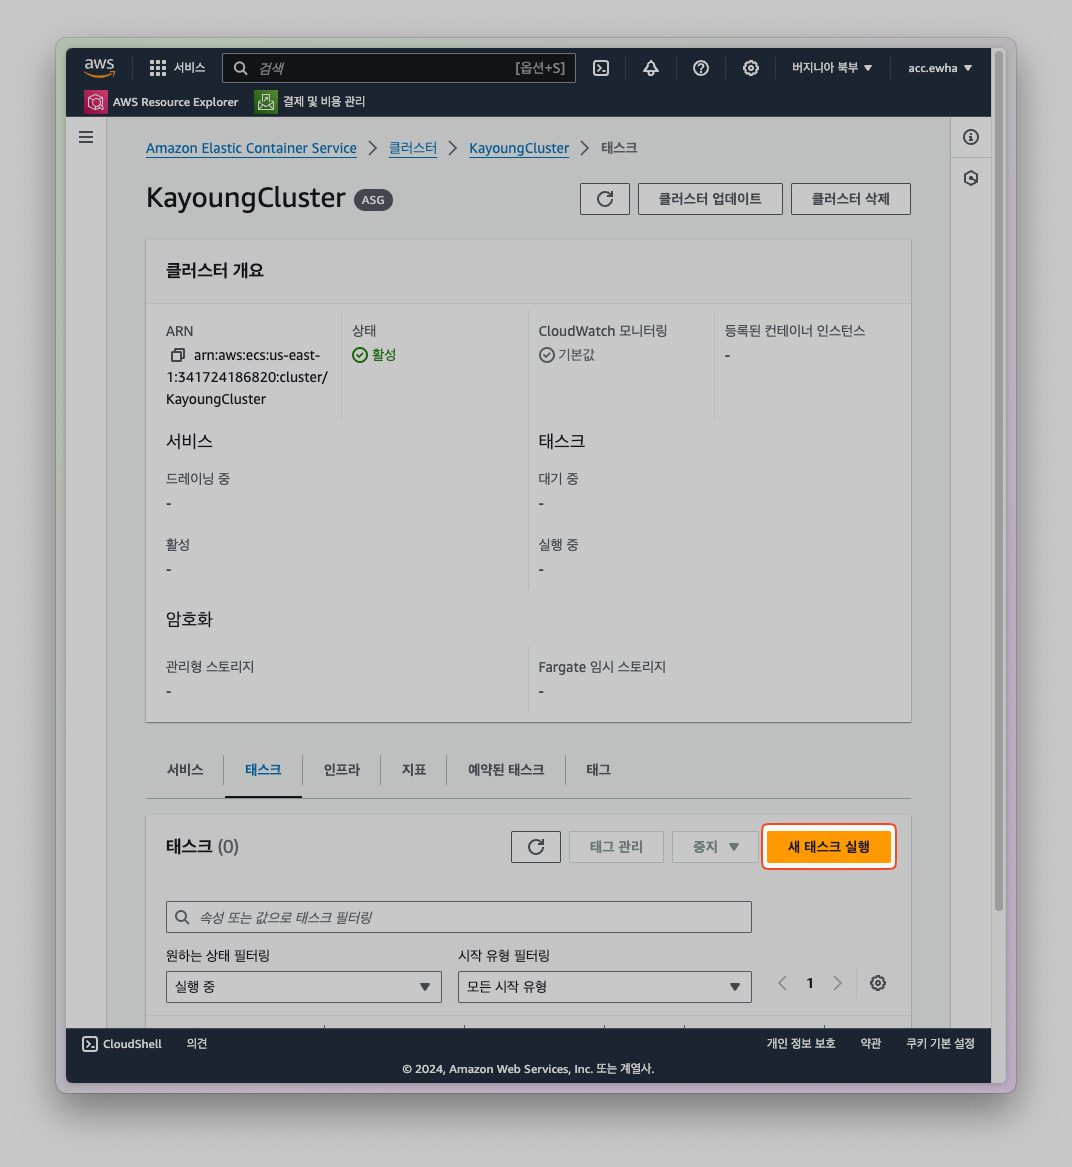 aws
서비스
검색
[옵션+S]
버지니아 북부
acc.ewha
AWS Resource Explorer
결제 및 비용 관리
Amazon Elastic Container Service
클러스터
KayoungCluster
태스크
KayoungCluster
ASG
클러스터 업데이트
클러스터 삭제
클러스터 개요
ARN
arn:aws:ecs:us-east-
1:341724186820:cluster/
KayoungCluster
상태
활성
CloudWatch 모니터링
기본값
등록된 컨테이너 인스턴스
-
서비스
드레이닝 중
-
활성
-
태스크
대기 중
-
실행 중
-
암호화
관리형 스토리지
-
Fargate 임시 스토리지
-
서비스
태스크
인프라
지표
예약된 태스크
태그
태스크 (0)
태그 관리
중지
새 태스크 실행
속성 또는 값으로 태스크 필터링
원하는 상태 필터링
실행 중
시작 유형 필터링
모든 시작 유형
1
CloudShell
의견
개인 정보 보호
약관
쿠키 기본 설정
© 2024, Amazon Web Services, Inc. 또는 계열사.